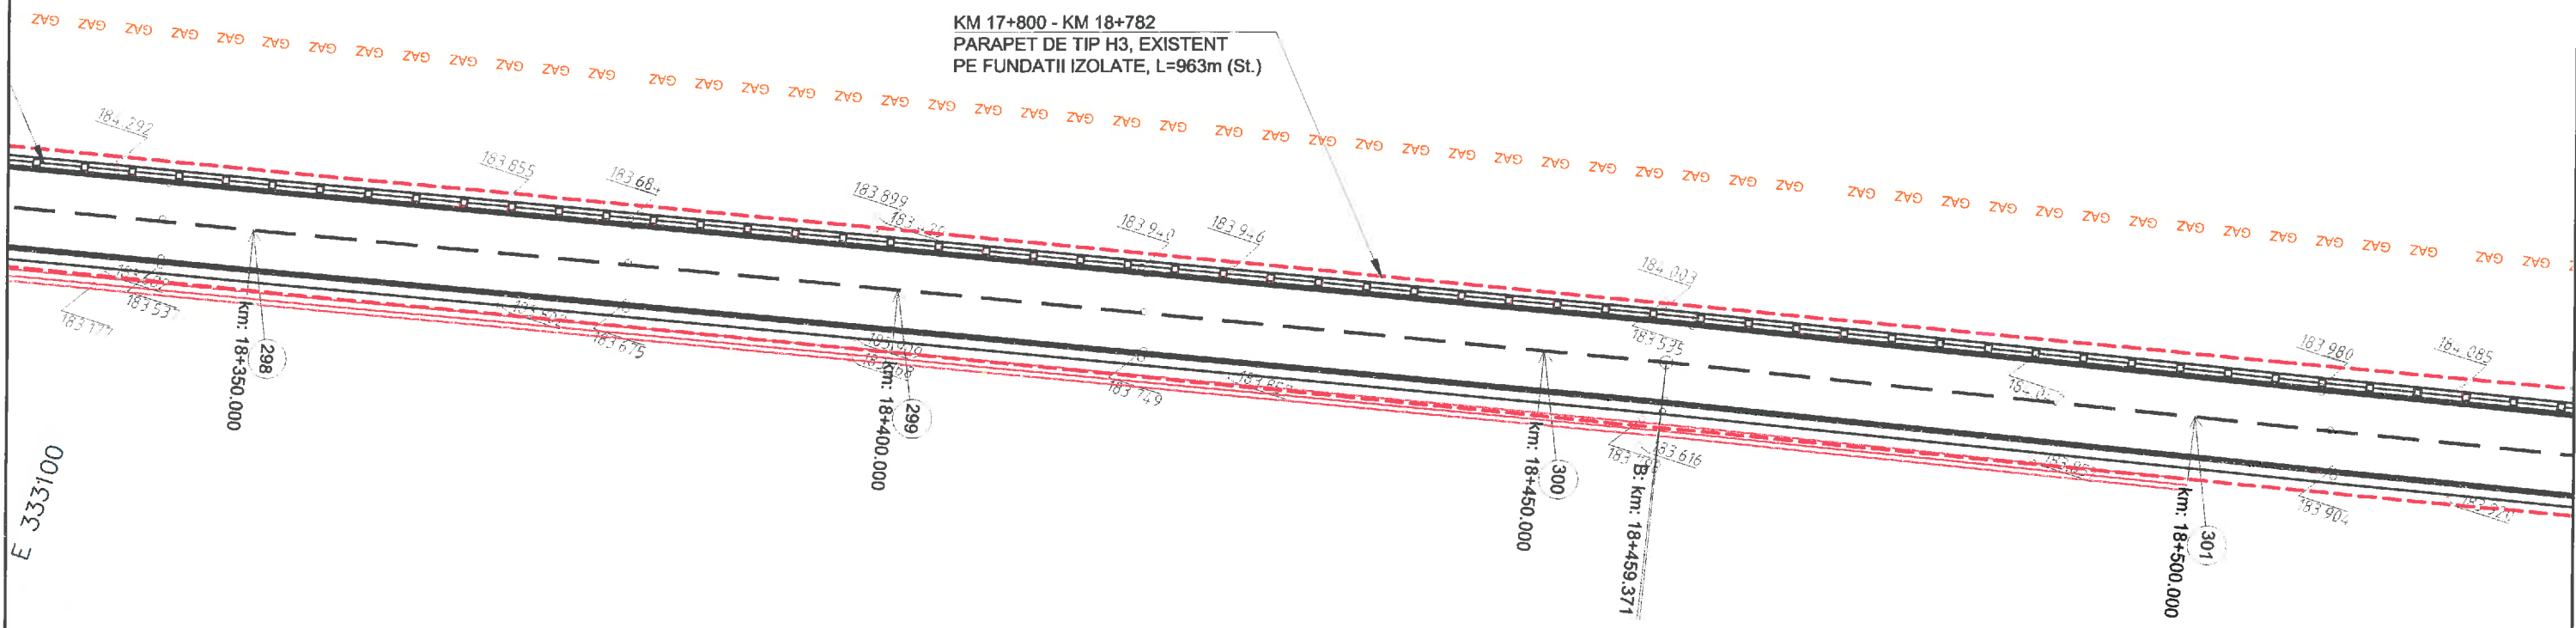 GAZ GAZ GAZ GAZ GAZ GAZ GAZ GAZ GAZ GAZ GAZ GAZ GAZ GAZ GAZ GAZ GAZ GAZ GAZ GAZ GAZ GAZ GAZ GAZ GAZ GAZ GAZ GAZ GAZ GAZ GAZ GAZ GAZ GAZ GAZ GAZ GAZ GAZ GAZ GAZ GAZ GAZ GAZ GAZ GAZ GAZ GAZ GAZ GAZ GAZ GAZ GAZ GAZ
KM 17+800 - KM 18+782
PARAPET DE TIP H3, EXISTENT
PE FUNDATII IZOLATE, L=963m (St.)
184.292
183.855
183.684
183.899
183.940
183.946
184.003
183.535
183.980
184.085
183.177
183.537
183.675
183.749
183.616
183.904
298
km: 18+350.000
299
km: 18+400.000
300
km: 18+450.000
B: km: 18+459.371
301
km: 18+500.000
E 333100